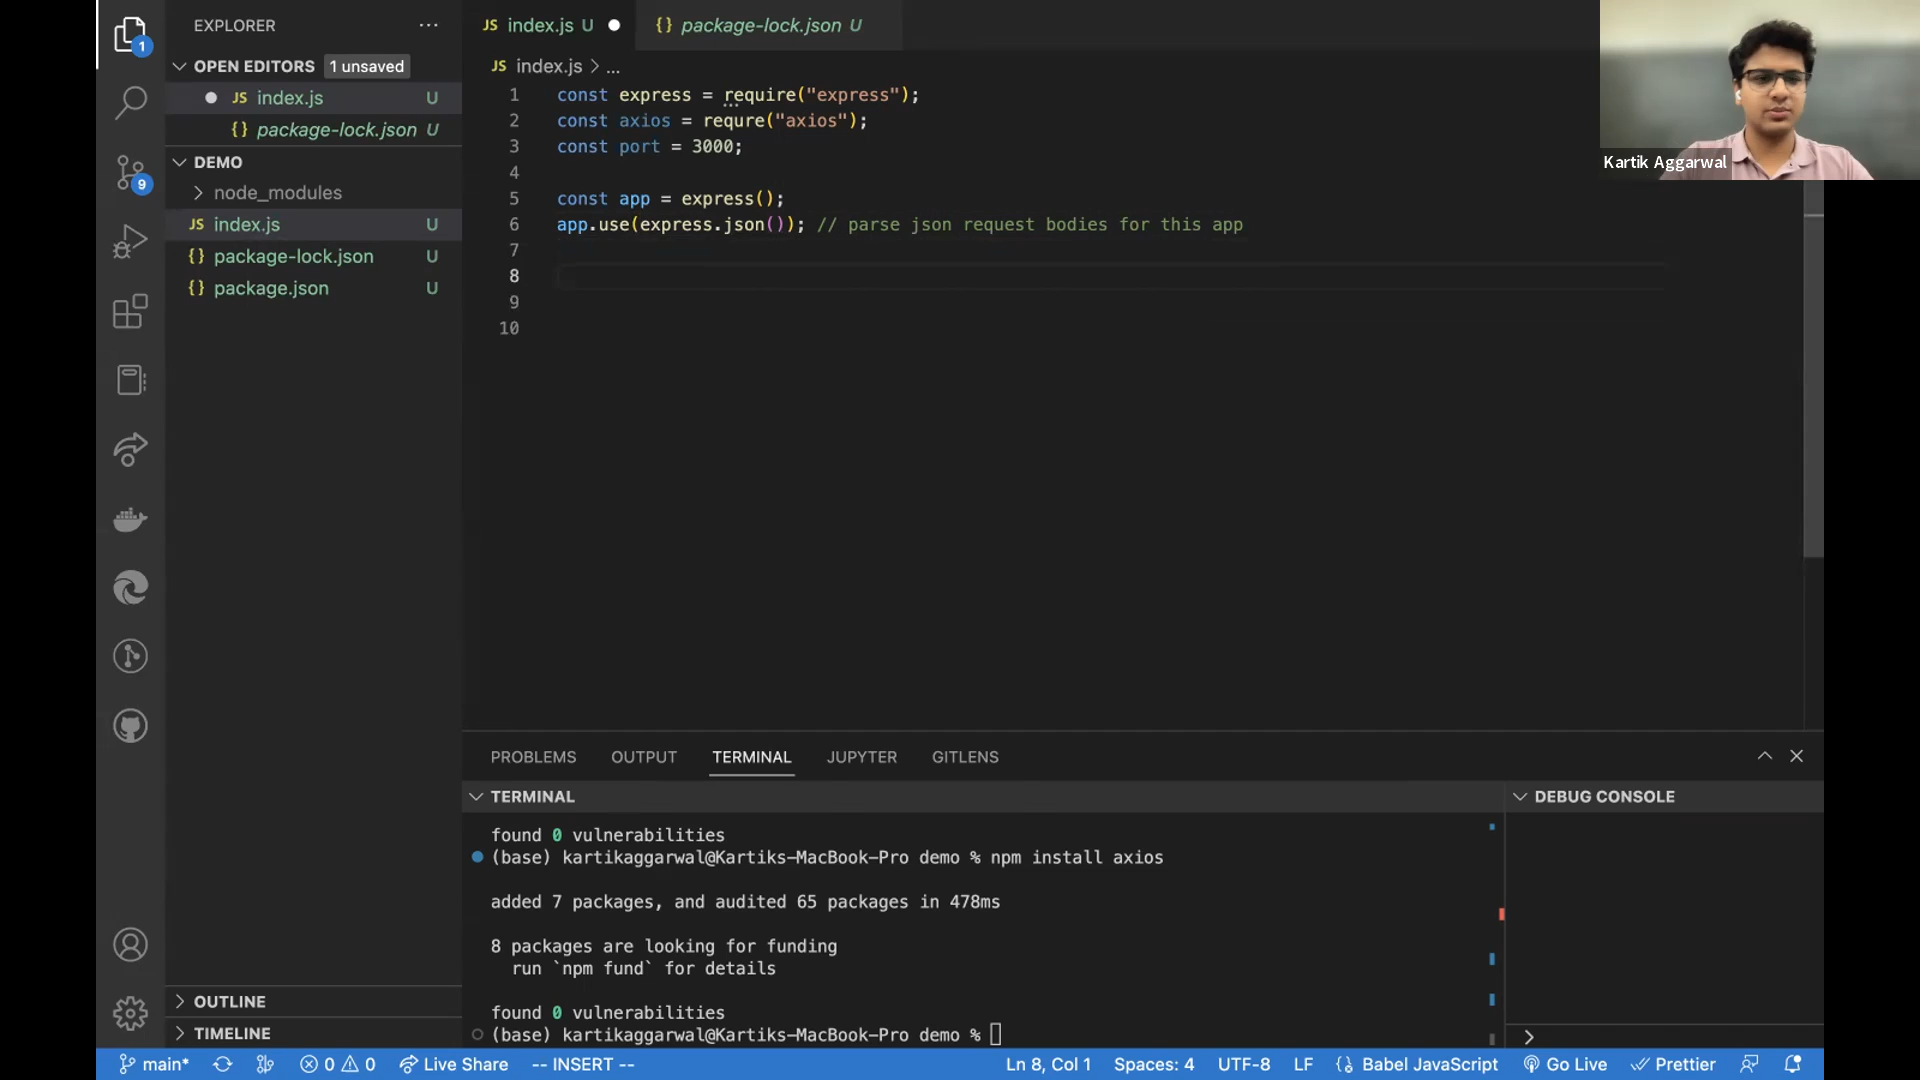 EXPLORER ...
OPEN EDITORS 1 unsaved
JS index.js U
{} package-lock.json U
DEMO
node_modules
JS index.js U
{} package-lock.json U
{} package.json U
OUTLINE
TIMELINE
1
9
JS index.js U
{} package-lock.json U
JS index.js > ...
1 const express = require("express");
2 const axios = requre("axios");
3 const port = 3000;
4
5 const app = express();
6 app.use(express.json()); // parse json request bodies for this app
7
8
9
10
Kartik Aggarwal
PROBLEMS OUTPUT TERMINAL JUPYTER GITLENS
TERMINAL
found 0 vulnerabilities
(base) kartikaggarwal@Kartiks-MacBook-Pro demo % npm install axios
added 7 packages, and audited 65 packages in 478ms
8 packages are looking for funding
run `npm fund` for details
found 0 vulnerabilities
(base) kartikaggarwal@Kartiks-MacBook-Pro demo %
DEBUG CONSOLE
>
main* 0 0 Live Share -- INSERT -- Ln 8, Col 1 Spaces: 4 UTF-8 LF {} Babel JavaScript Go Live Prettier